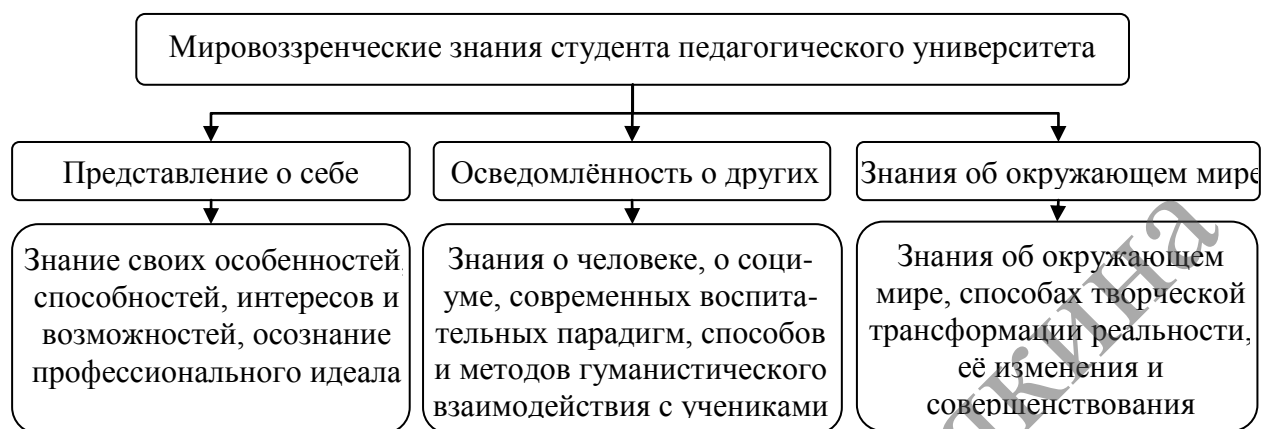 Мировоззренческие знания студента педагогического университета
Представление о себе
Осведомлённость о других
Знания об окружающем мире
Знание своих особенностей,
способностей, интересов и
возможностей, осознание
профессионального идеала
Знания о человеке, о соци-
уме, современных воспита-
тельных парадигм, способов
и методов гуманистического
взаимодействия с учениками
Знания об окружающем
мире, способах творческой
трансформации реальности,
её изменения и
совершенствования